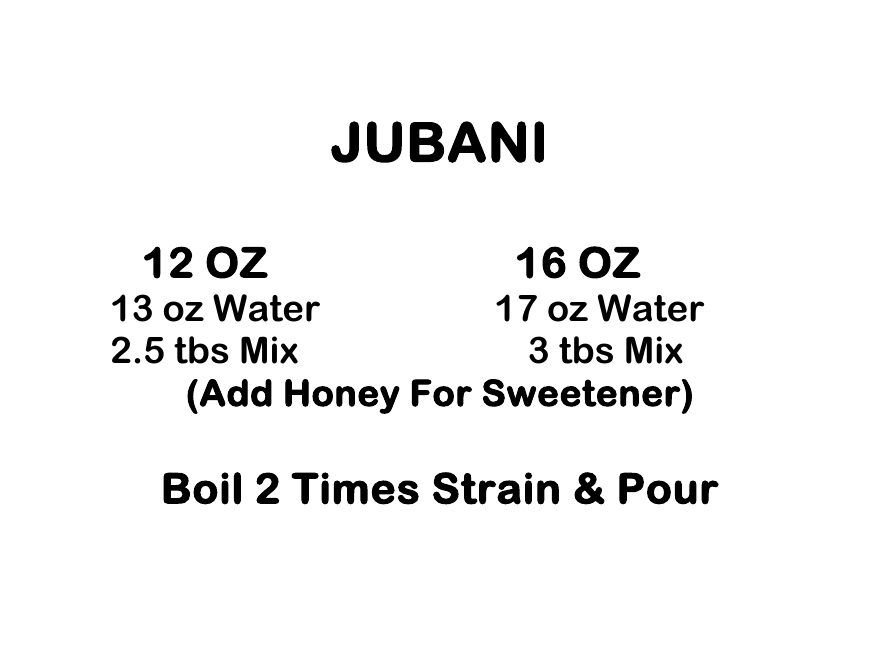 JUBANI
12 OZ 16 OZ
13 oz Water 17 oz Water
2.5 tbs Mix 3 tbs Mix
(Add Honey For Sweetener)
Boil 2 Times Strain & Pour